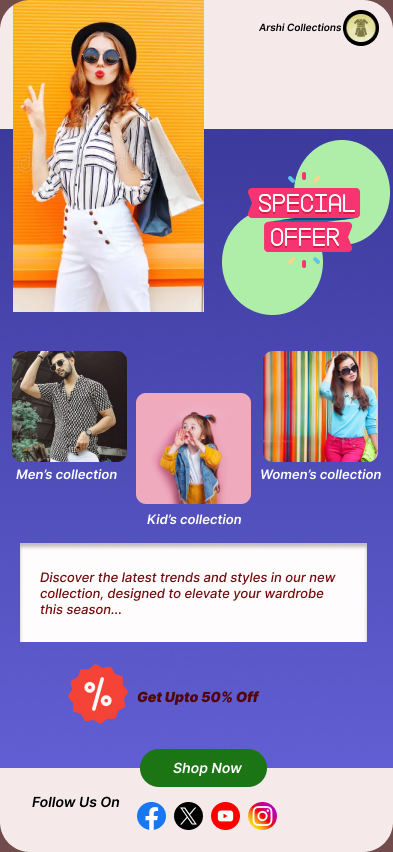 Arshi Collections
SPECIAL
OFFER
Men's collection
Women's collection
Kid's collection
Discover the latest trends and styles in our new
collection, designed to elevate your wardrobe
this season...
Get Upto 50% Off
Shop Now
Follow Us On